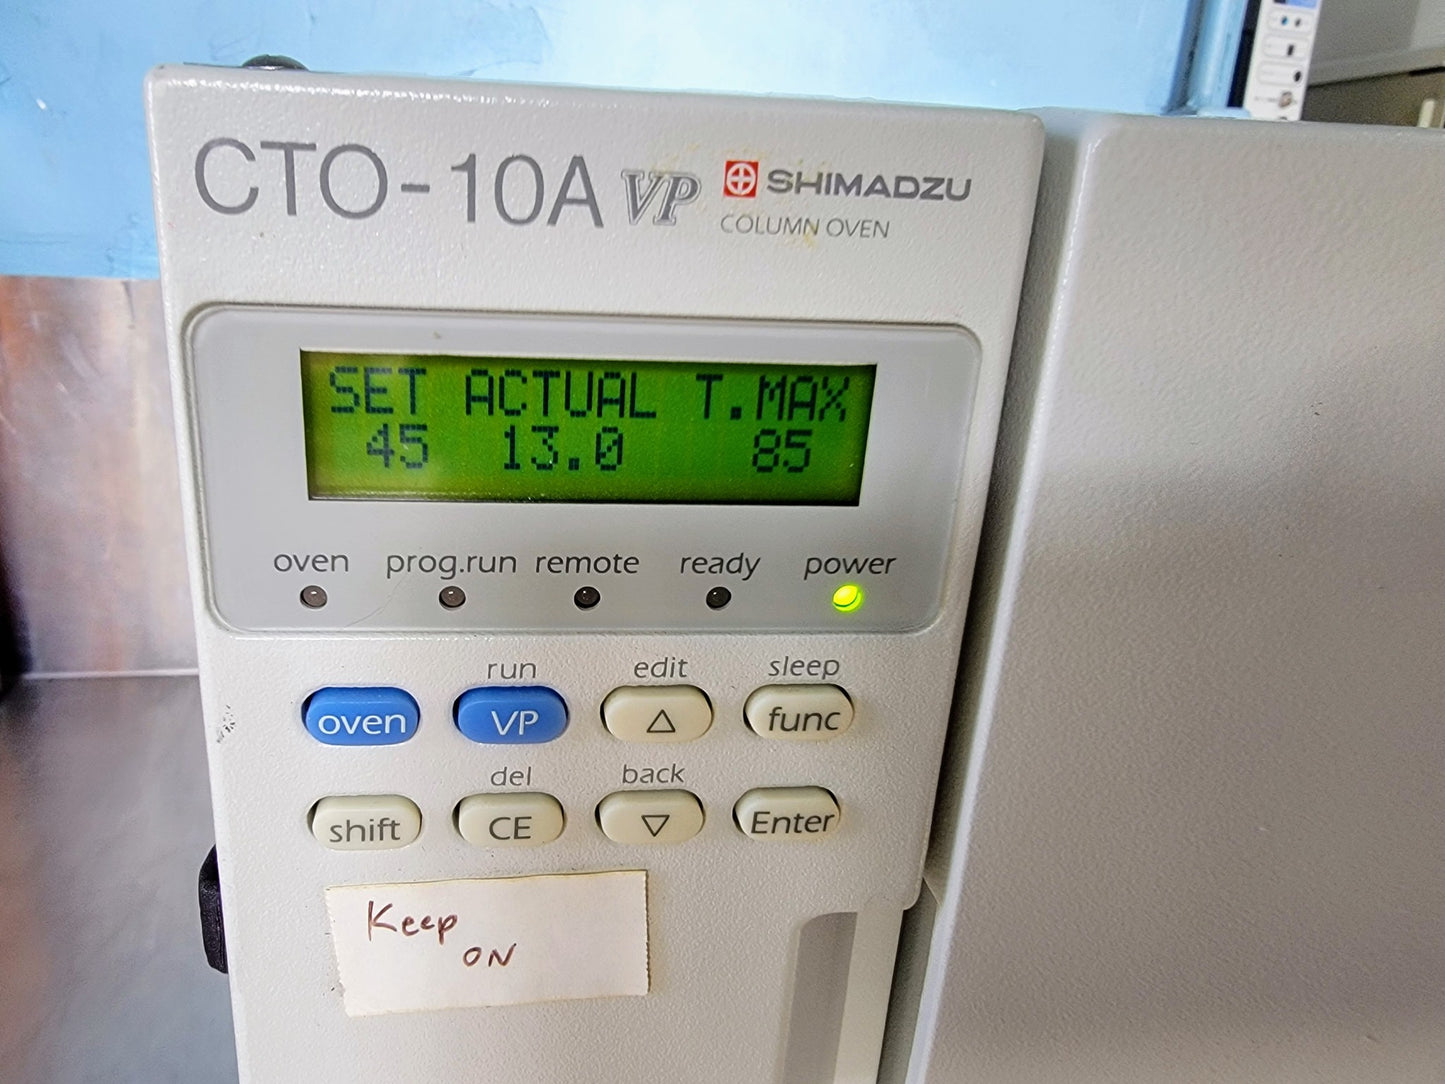 CTO-10A VP SHIMADZU
COLUMN OVEN
SET ACTUAL T.MAX
45 13.0 85
oven prog.run remote ready power
run edit sleep
oven VP △ func
del back
shift CE ▽ Enter
Keep
ON